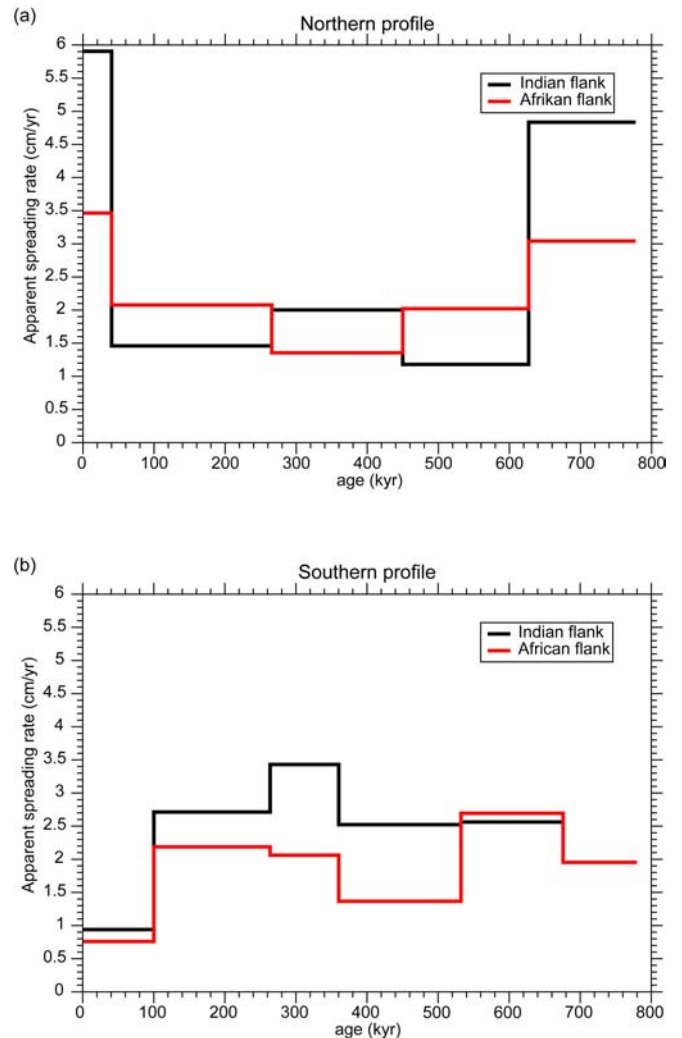 (a)
Northern profile
6
5.5
5
4.5
4
3.5
3
2.5
2
1.5
1
0.5
0
Apparent spreading rate (cm/yr)
Indian flank
Afrikan flank
0 100 200 300 400 500 600 700 800
age (kyr)
(b)
Southern profile
6
5.5
5
4.5
4
3.5
3
2.5
2
1.5
1
0.5
0
Apparent spreading rate (cm/yr)
Indian flank
African flank
0 100 200 300 400 500 600 700 800
age (kyr)